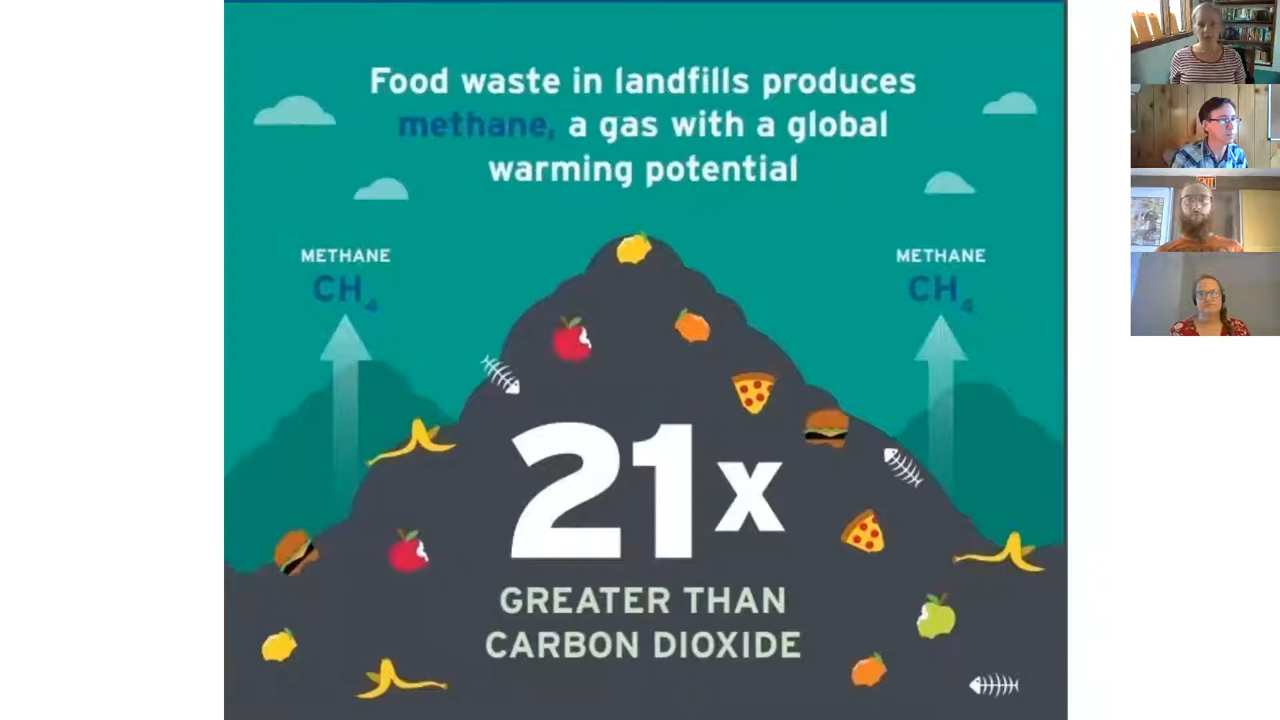 Food waste in landfills produces
methane, a gas with a global
warming potential
METHANE
CH₄
METHANE
CH₄
21x
GREATER THAN
CARBON DIOXIDE
EXIT